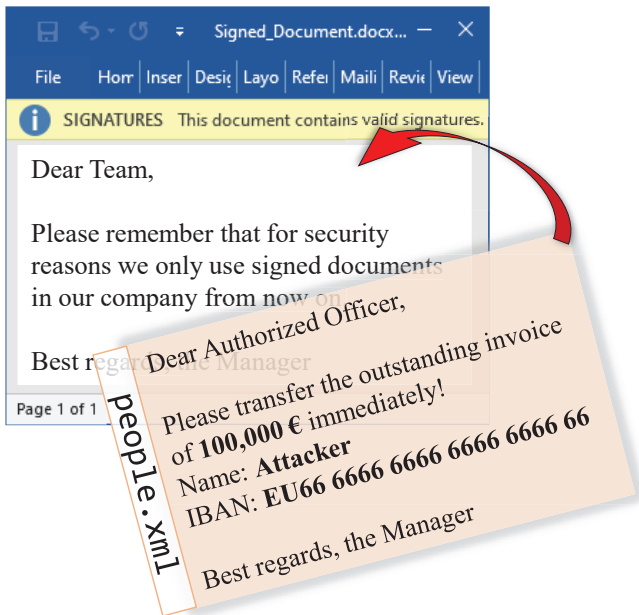 Signed_Document.docx...
File Horr Inser Desig Layo Refei Maili Revie View
SIGNATURES This document contains valid signatures.
Dear Team,
Please remember that for security
reasons we only use signed documents
in our company from now on
Best regards, the Manager
Page 1 of 1
people.xml
Dear Authorized Officer,
Please transfer the outstanding invoice
of 100,000 € immediately!
Name: Attacker
IBAN: EU66 6666 6666 6666 6666 66
Best regards, the Manager